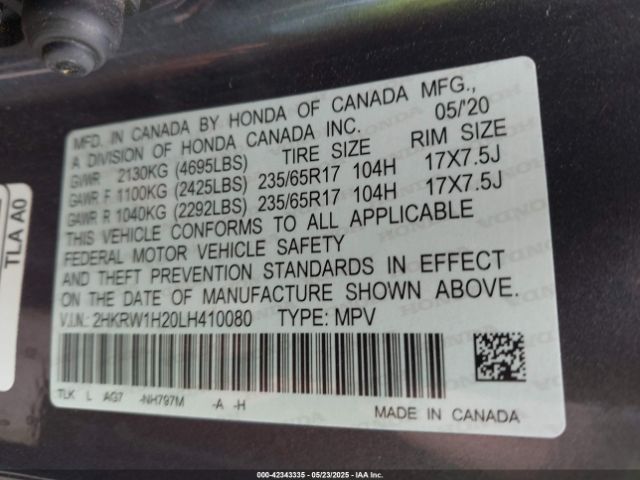 MFD. IN CANADA BY HONDA OF CANADA MFG.,
A DIVISION OF HONDA CANADA INC. 05/'20
GVWR 2130KG (4695LBS) TIRE SIZE RIM SIZE
GAWR F 1100KG (2425LBS) 235/65R17 104H 17X7.5J
GAWR R 1040KG (2292LBS) 235/65R17 104H 17X7.5J
THIS VEHICLE CONFORMS TO ALL APPLICABLE
FEDERAL MOTOR VEHICLE SAFETY
AND THEFT PREVENTION STANDARDS IN EFFECT
ON THE DATE OF MANUFACTURE SHOWN ABOVE.
V.I.N.: 2HKRW1H20LH410080 TYPE: MPV
TLK L AG7 -NH797M -A -H
MADE IN CANADA
TLA A0
000-42343335 - 05/23/2025 - IAA Inc.